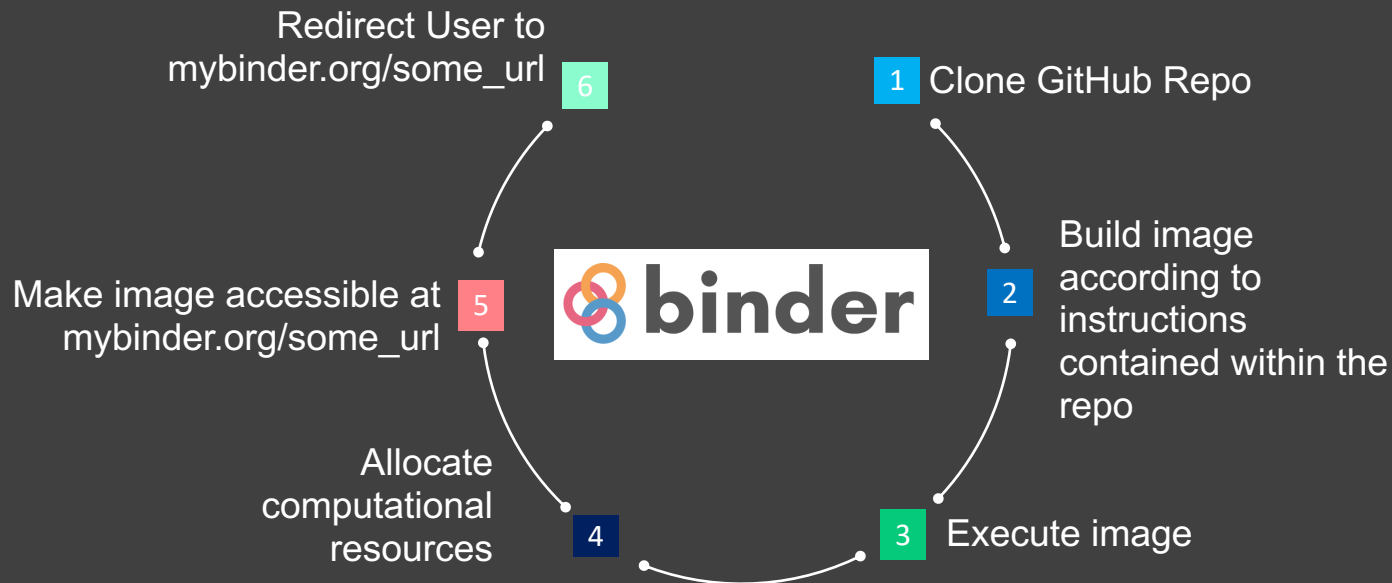 1
Clone GitHub Repo
2
Build image
according to
instructions
contained within the
repo
3
Execute image
4
Allocate
computational
resources
5
Make image accessible at
mybinder.org/some_url
6
Redirect User to
mybinder.org/some_url
binder